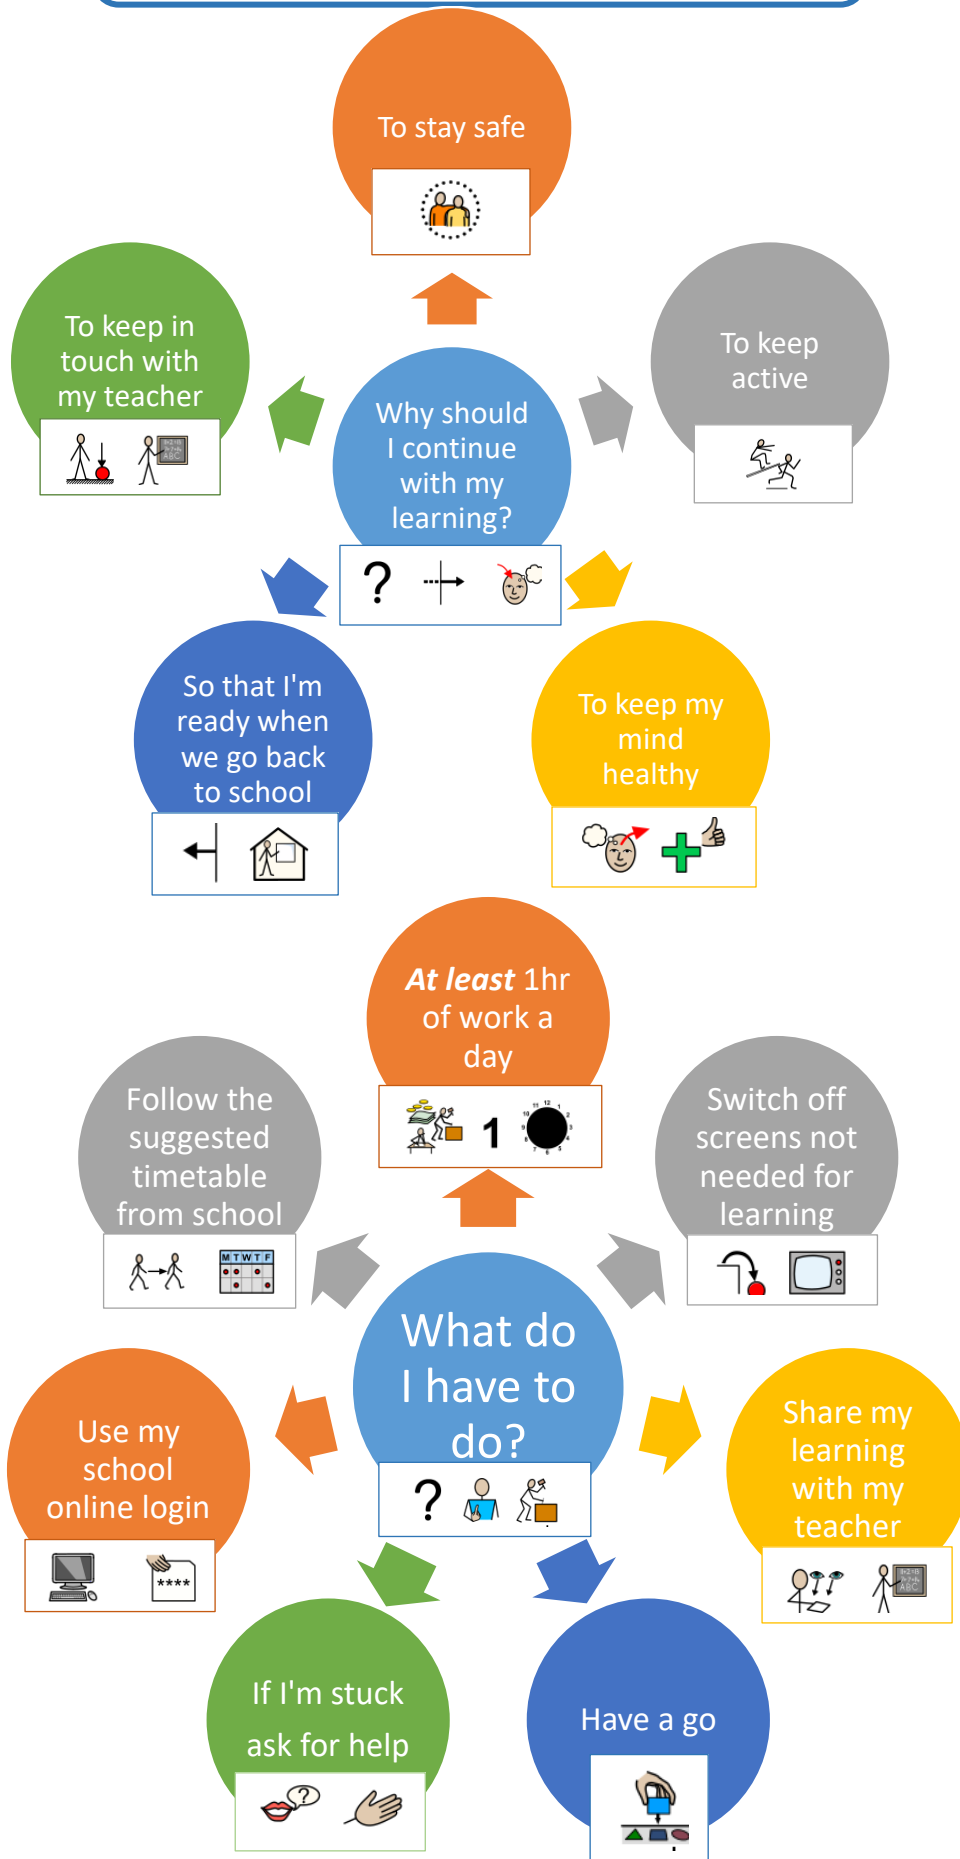 To stay safe
To keep in
touch with
my teacher
To keep
active
Why should
I continue
with my
learning?
?
So that I'm
ready when
we go back
to school
To keep my
mind
healthy
At least 1hr
of work a
day
1
Follow the
suggested
timetable
from school
M T W T F
Switch off
screens not
needed for
learning
What do
I have to
do?
?
Use my
school
online login
****
Share my
learning
with my
teacher
If I'm stuck
ask for help
?
Have a go